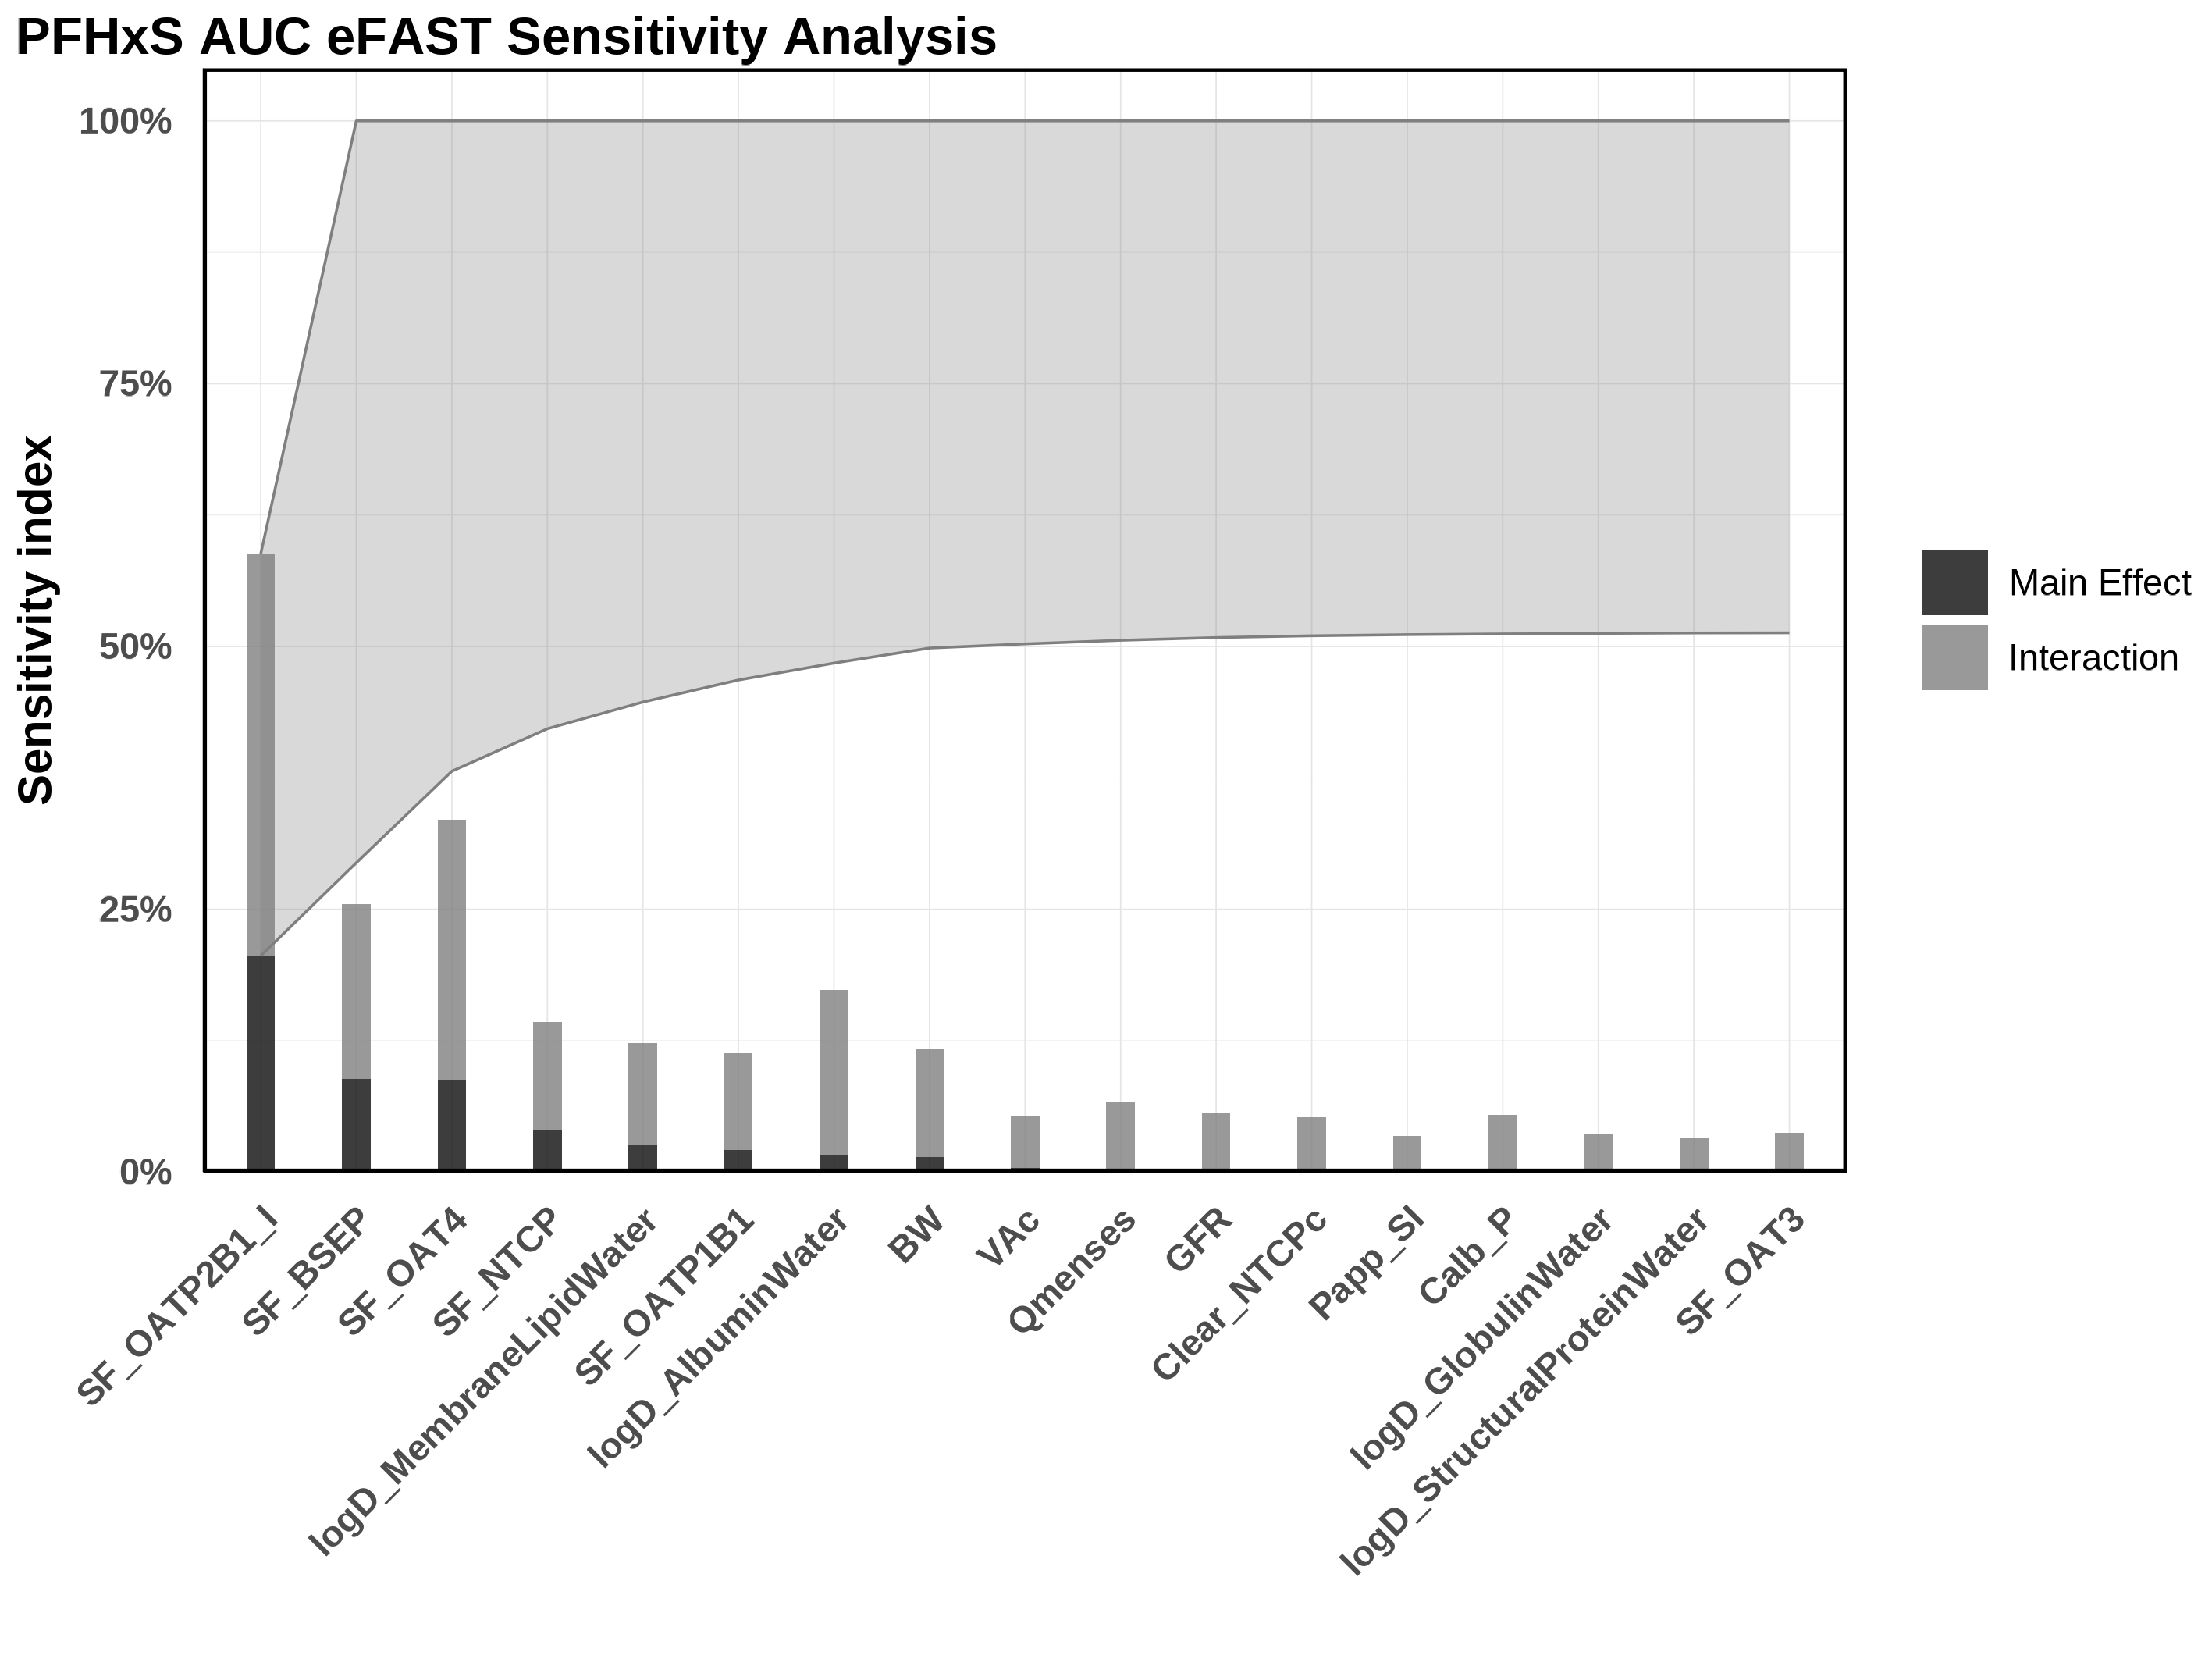 PFHxS AUC eFAST Sensitivity Analysis
Sensitivity index
100%
75%
50%
25%
0%
SF_OATP2B1_I
SF_BSEP
SF_OAT4
SF_NTCP
logD_MembraneLipidWater
SF_OATP1B1
logD_AlbuminWater
BW
VAc
Qmenses
GFR
Clear_NTCPc
Papp_SI
Calb_P
logD_GlobulinWater
logD_StructuralProteinWater
SF_OAT3
Main Effect
Interaction